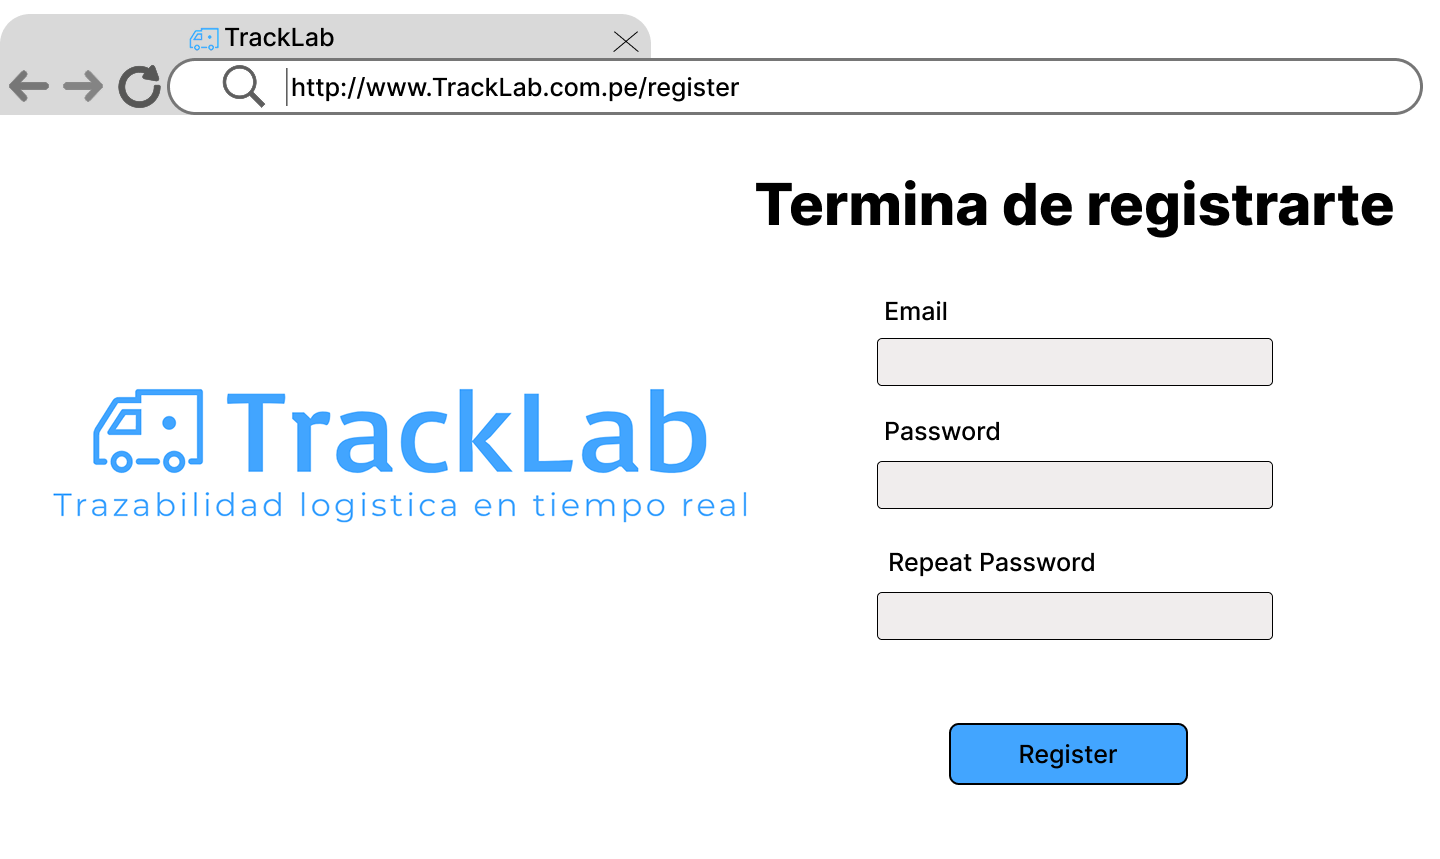 TrackLab
http://www.TrackLab.com.pe/register
Termina de registrarte
Email
Password
Repeat Password
Register
TrackLab
Trazabilidad logistica en tiempo real